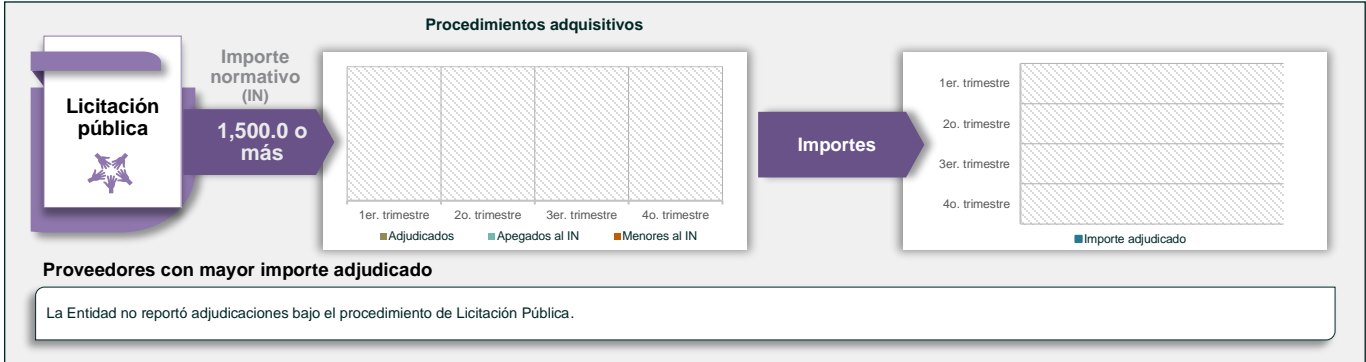 Procedimientos adquisitivos
Licitación
pública
Importe
normativo
(IN)
1,500.0 o
más
1er. trimestre 2o. trimestre 3er. trimestre 4o. trimestre
Adjudicados Apegados al IN Menores al IN
Importes
1er. trimestre
2o. trimestre
3er. trimestre
4o. trimestre
Importe adjudicado
Proveedores con mayor importe adjudicado
La Entidad no reportó adjudicaciones bajo el procedimiento de Licitación Pública.